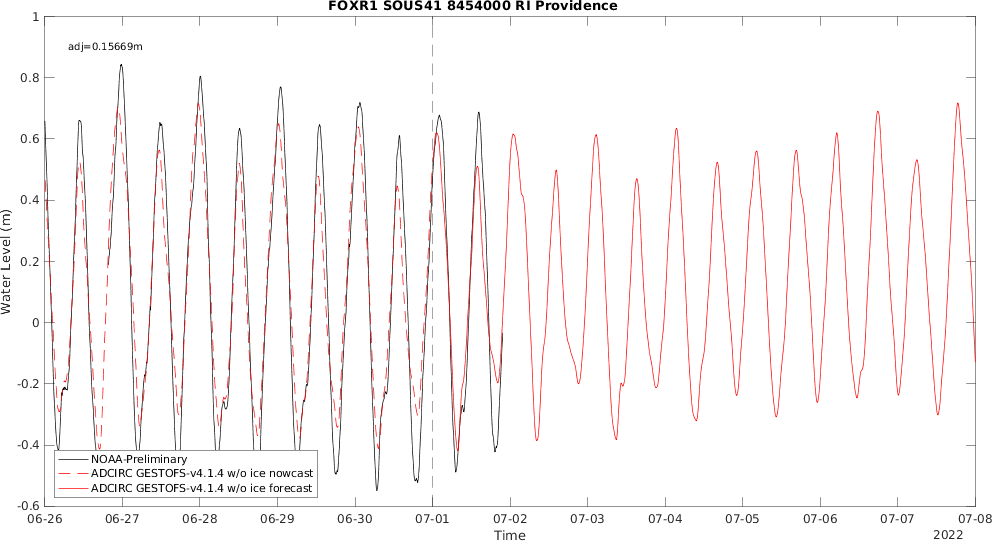 FOXR1 SOUS41 8454000 RI Providence
adj=0.15669m
1
0.8
0.6
0.4
0.2
0
-0.2
-0.4
-0.6
Water Level (m)
NOAA-Preliminary
ADCIRC GESTOFS-v4.1.4 w/o ice nowcast
ADCIRC GESTOFS-v4.1.4 w/o ice forecast
06-26 06-27 06-28 06-29 06-30 07-01 07-02 07-03 07-04 07-05 07-06 07-07 07-08
Time
2022